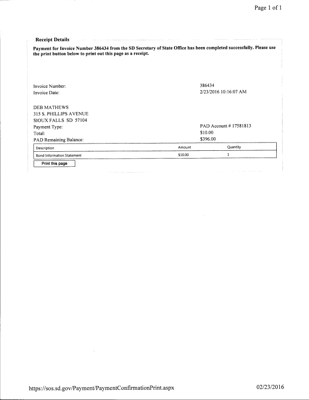 Page 1 of 1
Receipt Details
Payment for Invoice Number 386434 from the SD Secretary of State Office has been completed successfully. Please use
the print button below to print out this page as a receipt.
Invoice Number: 386434
Invoice Date: 2/23/2016 10:16:07 AM
DEB MATHEWS
315 S. PHILLIPS AVENUE
SIOUX FALLS SD 57104
Payment Type: PAD Account # 17581813
Total: $10.00
PAD Remaining Balance: $396.00
Description Amount Quantity
Bond Information Statement $10.00 1
Print this page
https://sos.sd.gov/Payment/PaymentConfirmationPrint.aspx 02/23/2016